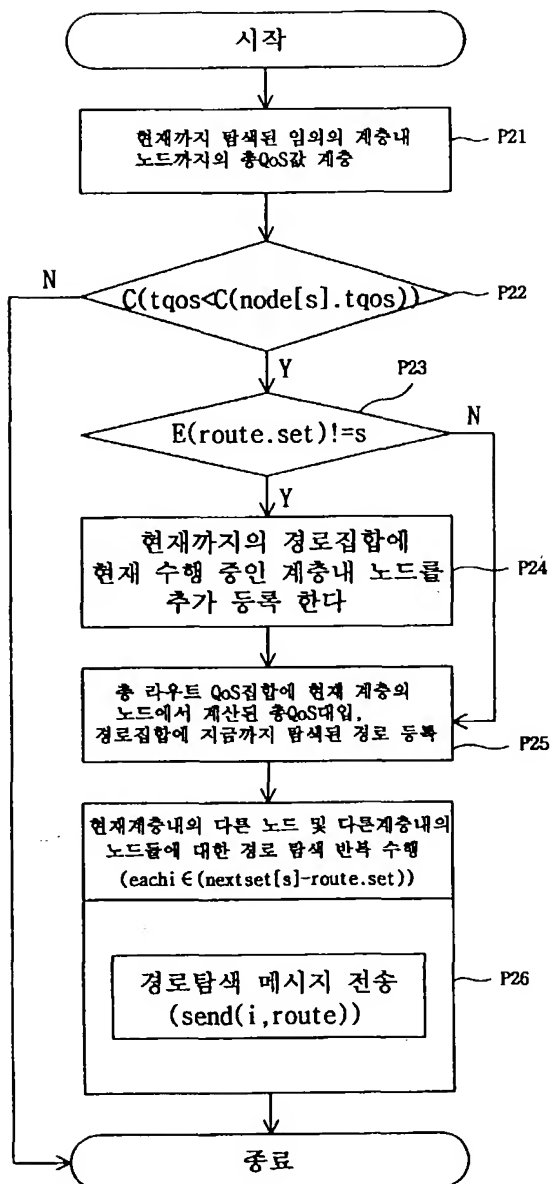 시작
현재까지 탐색된 임의의 계층내
노드까지의 총QoS값 계층
P21
N
C(tqos<C(node[s].tqos))
P22
Y
P23
E(route.set)!=s
N
Y
현재까지의 경로집합에
현재 수행 중인 계층내 노드를
추가 등록 한다
P24
총 라우트 QoS집합에 현재 계층의
노드에서 계산된 총QoS대입,
경로집합에 지금까지 탐색된 경로 등록
P25
현재계층내의 다른 노드 및 다른계층내의
노드들에 대한 경로 탐색 반복 수행
(eachi∈(nextset[s]-route.set))
경로탐색 메시지 전송
(send(i,route))
P26
종료